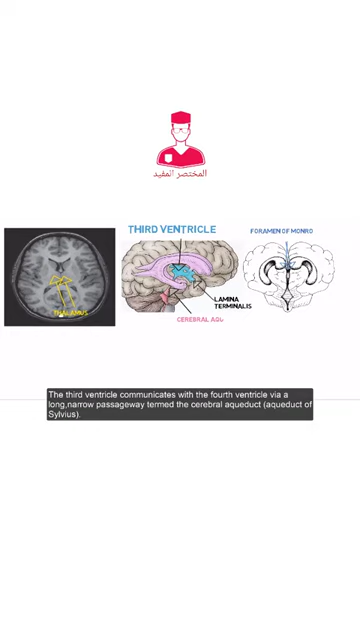 المختصر المفيد
THIRD VENTRICLE
FORAMEN OF MONRO
THALAMUS
LAMINA
TERMINALIS
CEREBRAL AQU
The third ventricle communicates with the fourth ventricle via a
long,narrow passageway termed the cerebral aqueduct (aqueduct of
Sylvius).